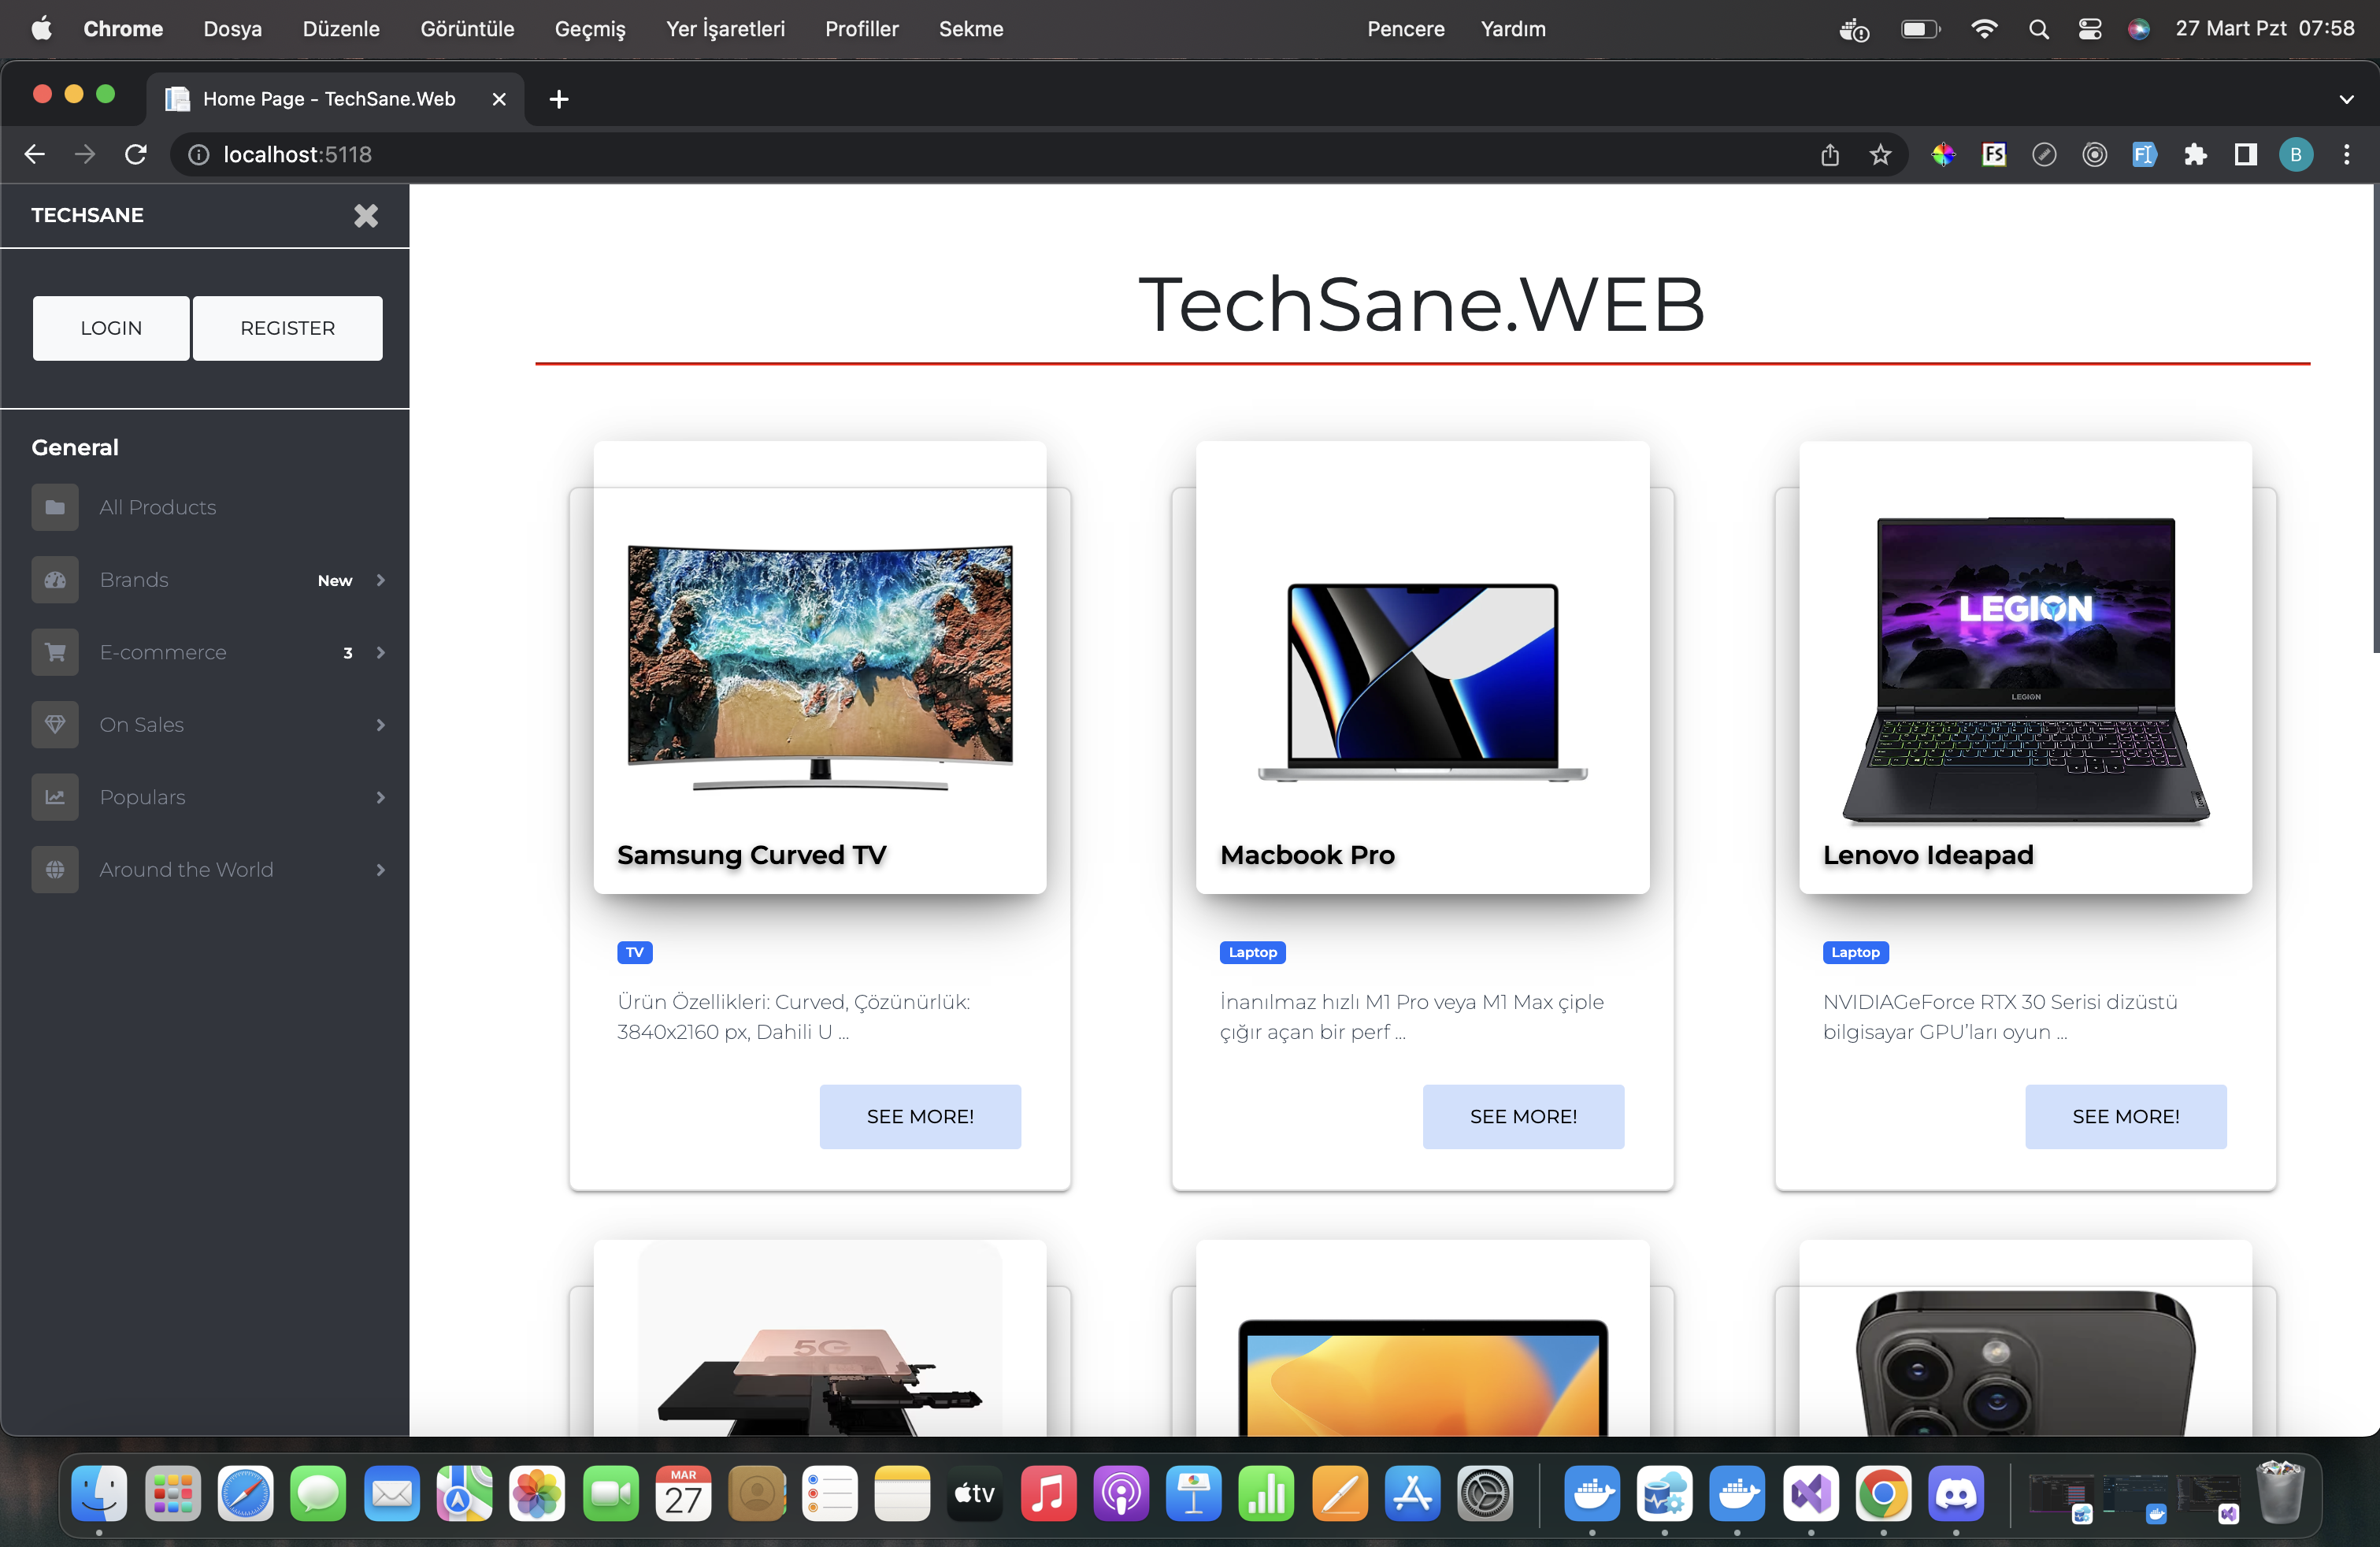 Chrome Dosya Düzenle Görüntüle Geçmiş Yer İşaretleri Profiller Sekme Pencere Yardım 27 Mart Pzt 07:58
Home Page - TechSane.Web
localhost:5118
FS
B
TECHSANE
LOGIN REGISTER
General
All Products
Brands New
E-commerce 3
On Sales
Populars
Around the World
TechSane.WEB
LEGION
LEGION
Samsung Curved TV
Macbook Pro
Lenovo Ideapad
TV
Laptop
Laptop
Ürün Özellikleri: Curved, Çözünürlük:
3840x2160 px, Dahili U ...
İnanılmaz hızlı M1 Pro veya M1 Max çiple
çığır açan bir perf ...
NVIDIAGeForce RTX 30 Serisi dizüstü
bilgisayar GPU'ları oyun ...
SEE MORE!
SEE MORE!
SEE MORE!
5G
MAR
27
tv